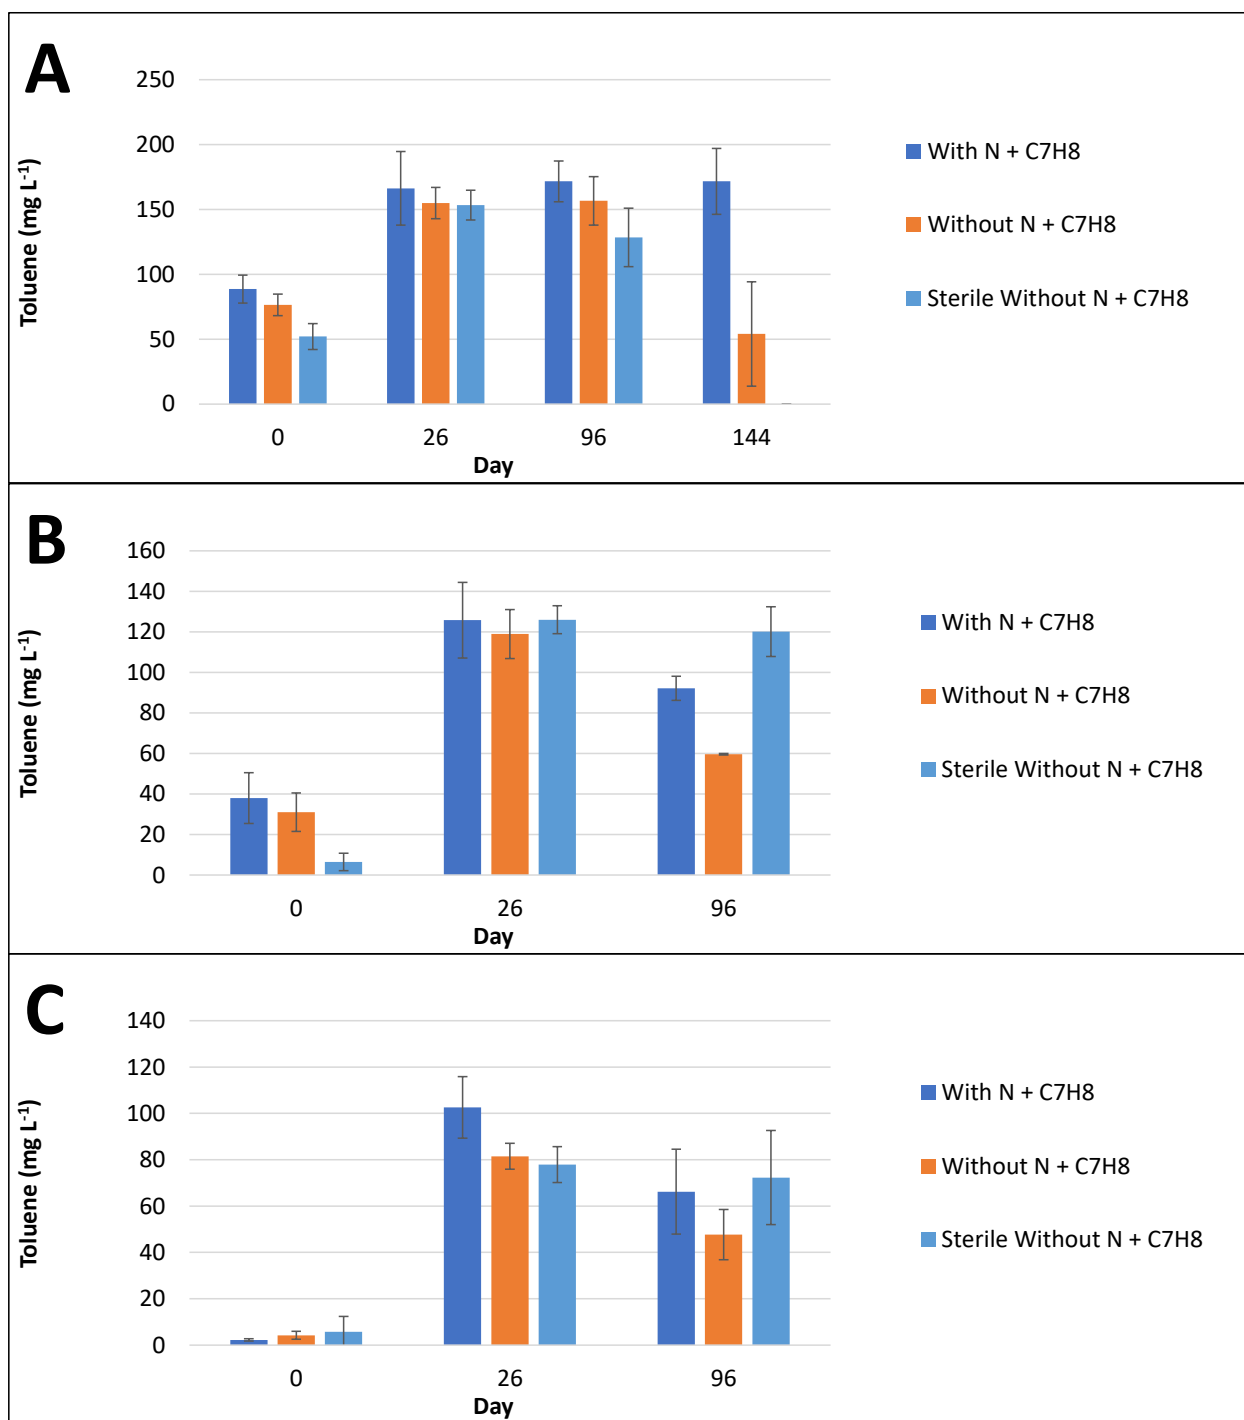 A
Toluene (mg L-1)
250
200
150
100
50
0
0 26 96 144
Day
With N + C7H8
Without N + C7H8
Sterile Without N + C7H8
B
Toluene (mg L-1)
160
140
120
100
80
60
40
20
0
0 26 96
Day
With N + C7H8
Without N + C7H8
Sterile Without N + C7H8
C
Toluene (mg L-1)
140
120
100
80
60
40
20
0
0 26 96
Day
With N + C7H8
Without N + C7H8
Sterile Without N + C7H8